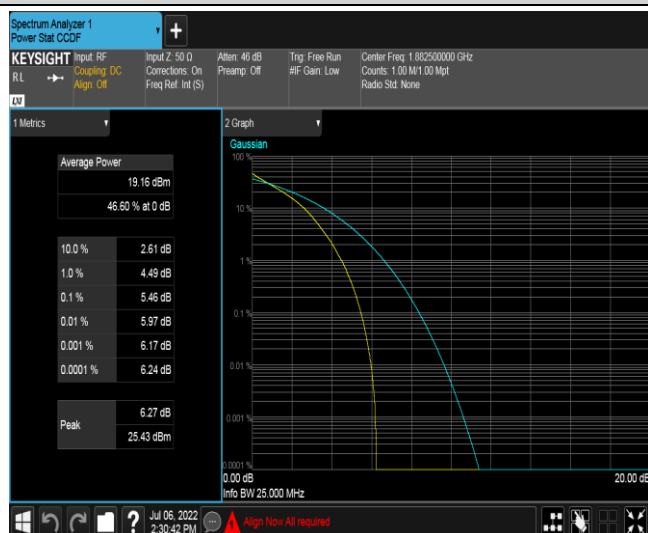 Spectrum Analyzer 1
Power Stat CCDF
KEYSIGHT
RL
LXI
Input: RF
Coupling: DC
Align: Off
Input Z: 50 Ω
Corrections: On
Freq Ref: Int (S)
Atten: 46 dB
Preamp: Off
Trig: Free Run
#IF Gain: Low
Center Freq: 1.882500000 GHz
Counts: 1.00 M/1.00 Mpt
Radio Std: None
1 Metrics
Average Power
19.16 dBm
46.60 % at 0 dB
10.0 % 2.61 dB
1.0 % 4.49 dB
0.1 % 5.46 dB
0.01 % 5.97 dB
0.001 % 6.17 dB
0.0001 % 6.24 dB
Peak
6.27 dB
25.43 dBm
2 Graph
Gaussian
100 %
10 %
1 %
0.1 %
0.01 %
0.001 %
0.0001 %
0.00 dB
20.00 dB
Info BW 25.000 MHz
Jul 06, 2022
2:30:42 PM
Align Now All required